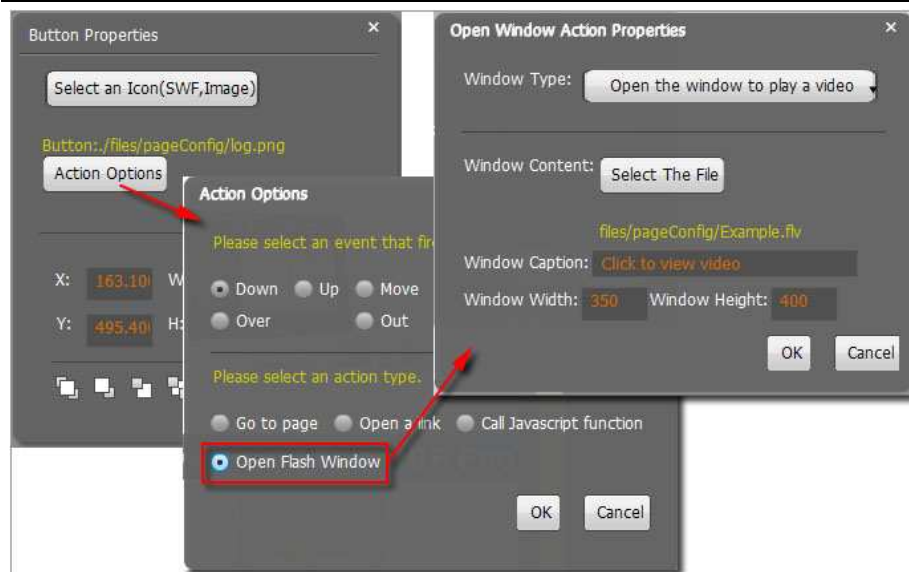 Button Properties
×
Select an Icon(SWF,Image)
Button:./files/pageConfig/log.png
Action Options
X: 163.10
Y: 495.40 H:
Action Options
Please select an event that
Down Up Move
Over Out
Please select an action type.
Go to page Open a link Call Javascript function
Open Flash Window
OK Cancel
Open Window Action Properties
×
Window Type: Open the window to play a video
Window Content: Select The File
files/pageConfig/Example.flv
Window Caption: Click to view video
Window Width: 350 Window Height: 400
OK Cancel